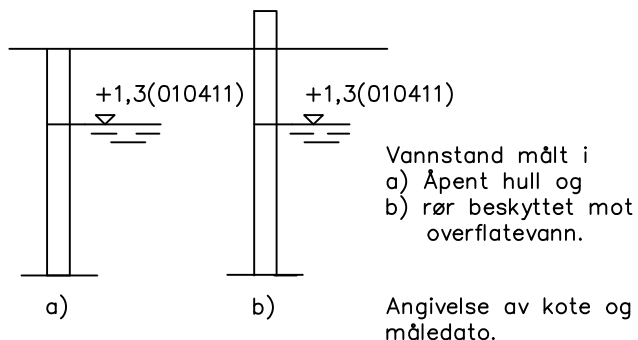 +1,3(010411)
+1,3(010411)
Vannstand målt i
a) Åpent hull og
b) rør beskyttet mot
overflatevann.
a)
b)
Angivelse av kote og
måledato.